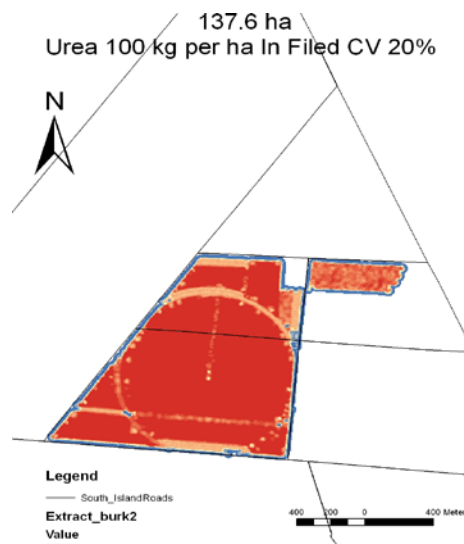 137.6 ha
Urea 100 kg per ha In Filed CV 20%
N
Legend
South_IslandRoads
Extract_burk2
Value
400 200 0 400 Meters